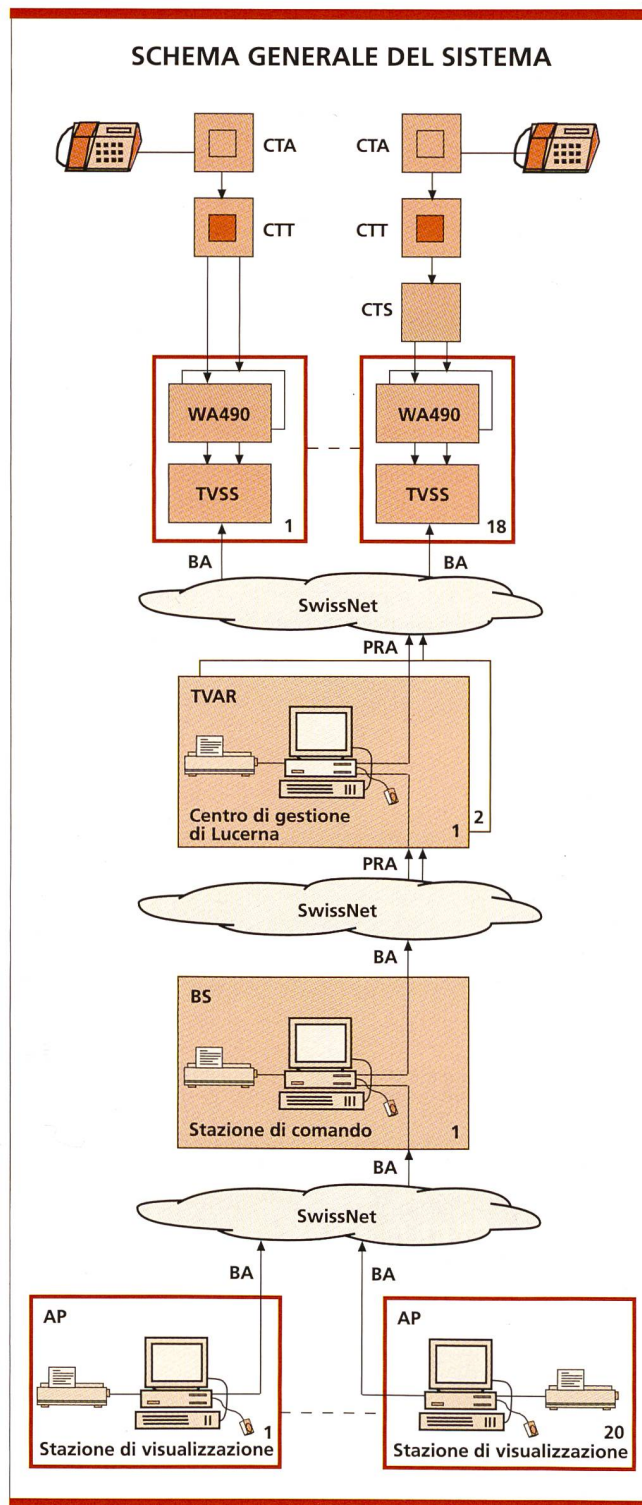 SCHEMA GENERALE DEL SISTEMA
CTA
CTA
CTT
CTT
CTS
WA490
WA490
TVSS
TVSS
1
18
BA
BA
SwissNet
PRA
TVAR
Centro di gestione
di Lucerna
1
2
PRA
SwissNet
BA
BS
Stazione di comando
1
BA
SwissNet
BA
BA
AP
AP
1
20
Stazione di visualizzazione
Stazione di visualizzazione